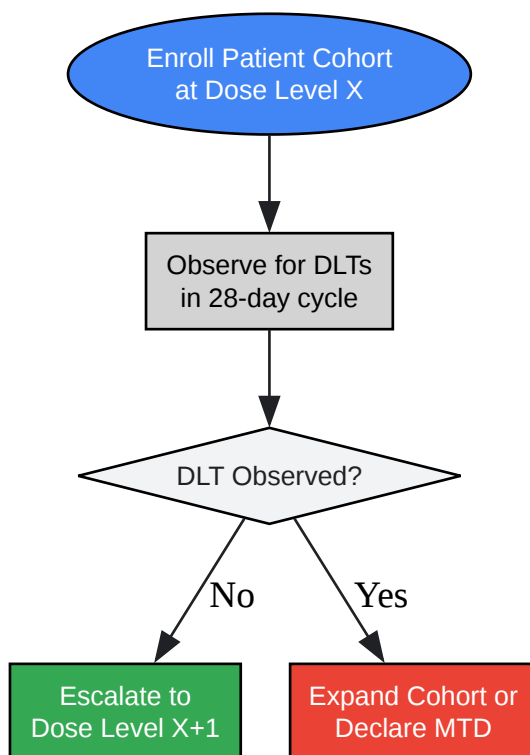 Enroll Patient Cohort
at Dose Level X
Observe for DLTs
in 28-day cycle
DLT Observed?
No
Yes
Escalate to
Dose Level X+1
Expand Cohort or
Declare MTD